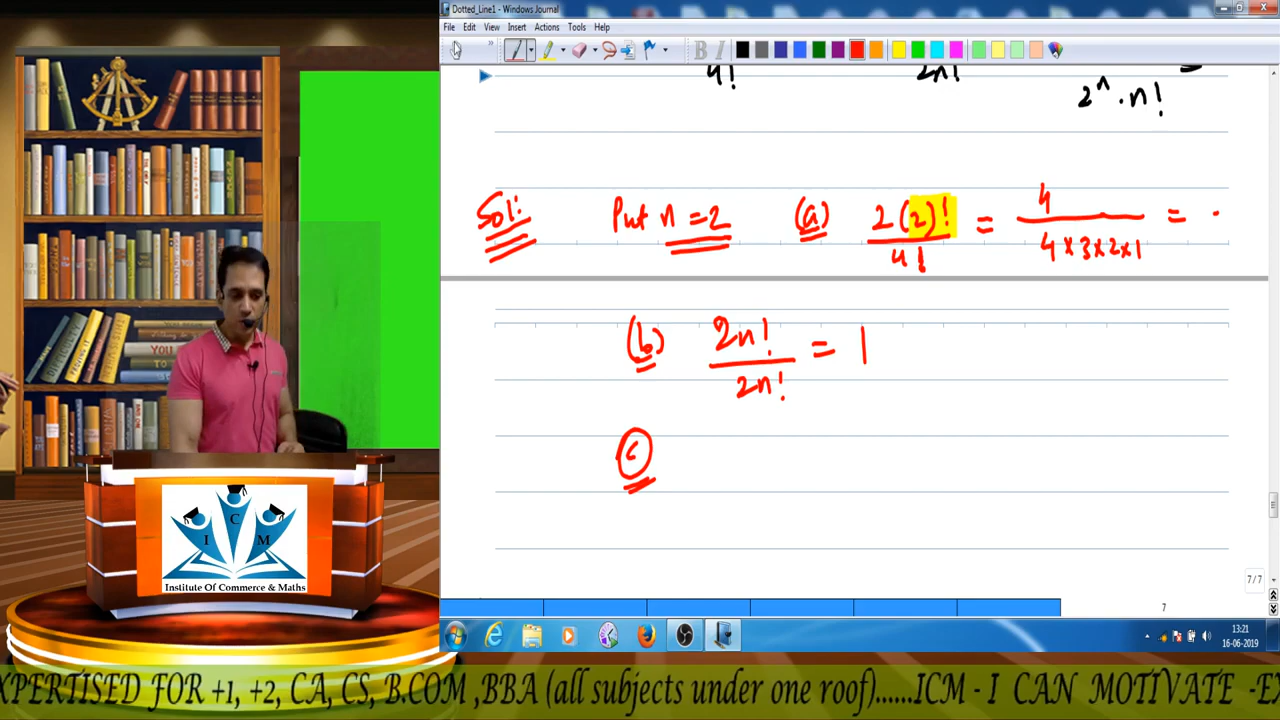 Dotted_Line1 - Windows Journal
File Edit View Insert Actions Tools Help
4! 2n! 2^n . n!
Sol: Put n = 2 (a) 2(2)! / 4! = 4 / 4×3×2×1 = .
(b) 2n! / 2n! = 1
(c)
7/7
7
I C M
Institute Of Commerce & Maths
13:21
16-06-2019
XPERTISED FOR +1, +2, CA, CS, B.COM ,BBA (all subjects under one roof)......ICM - I CAN MOTIVATE -EX